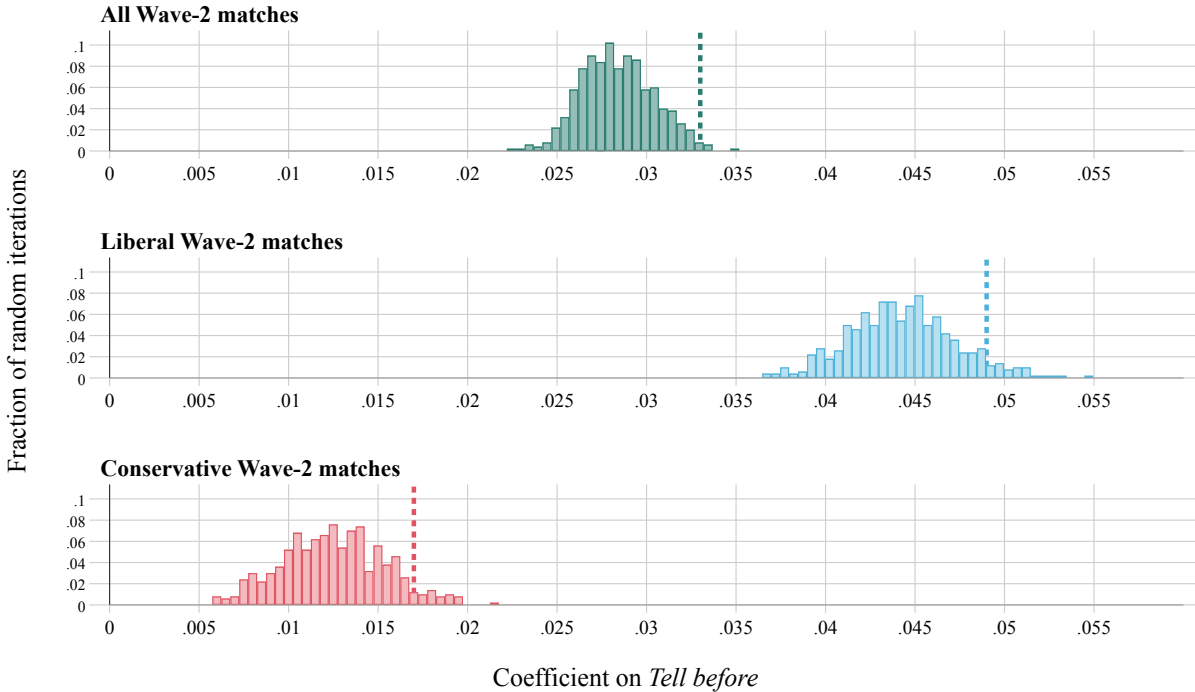 All Wave-2 matches
.1
.08
.06
.04
.02
0
0 .005 .01 .015 .02 .025 .03 .035 .04 .045 .05 .055
Liberal Wave-2 matches
.1
.08
.06
.04
.02
0
0 .005 .01 .015 .02 .025 .03 .035 .04 .045 .05 .055
Conservative Wave-2 matches
.1
.08
.06
.04
.02
0
0 .005 .01 .015 .02 .025 .03 .035 .04 .045 .05 .055
Fraction of random iterations
Coefficient on Tell before